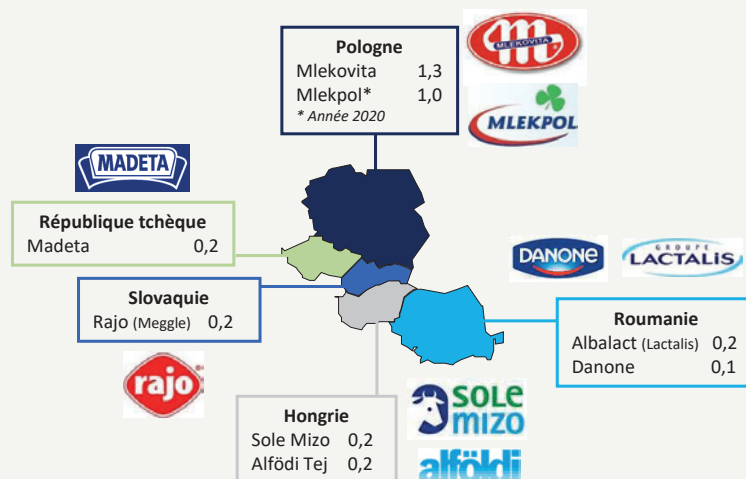 Pologne
Mlekovita 1,3
Mlekpol* 1,0
* Année 2020
MLEKOVITA
MLEKPOL
MADETA
République tchèque
Madeta 0,2
Slovaquie
Rajo (Meggle) 0,2
rajo
DANONE
GROUPE
LACTALIS
Roumanie
Albalact (Lactalis) 0,2
Danone 0,1
Hongrie
Sole Mizo 0,2
Alfödi Tej 0,2
SOLE
MIZO
alföldi